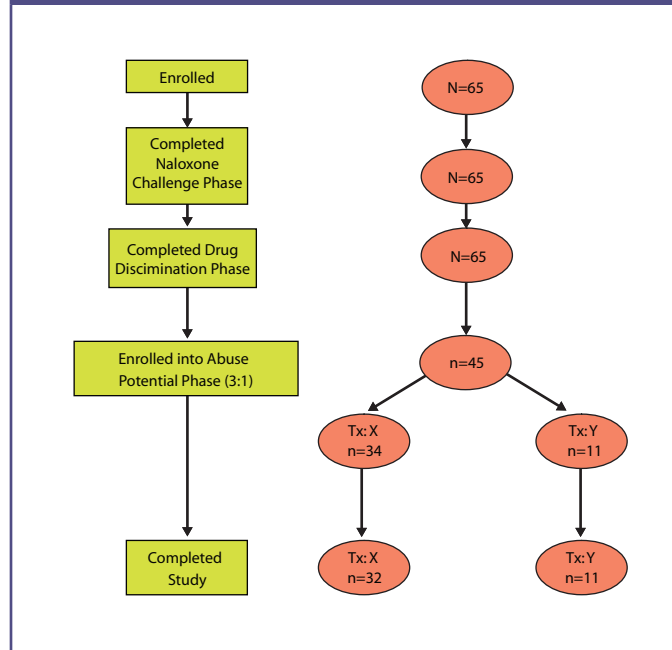 Enrolled
N=65
Completed
Naloxone
Challenge Phase
N=65
Completed Drug
Discimination Phase
N=65
Enrolled into Abuse
Potential Phase (3:1)
n=45
Tx: X
n=34
Tx: Y
n=11
Completed
Study
Tx: X
n=32
Tx: Y
n=11